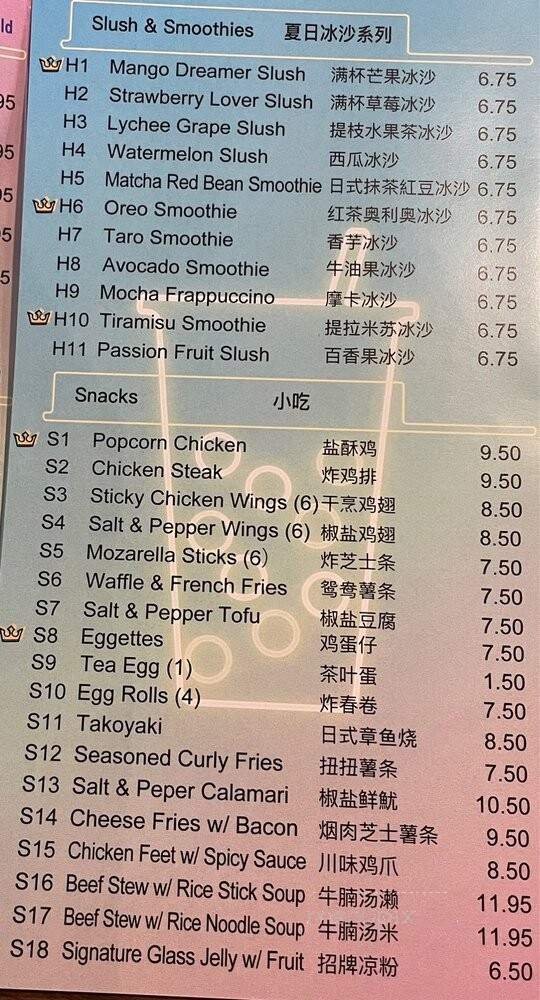 ld
Slush & Smoothies 夏日冰沙系列
H1 Mango Dreamer Slush 满杯芒果冰沙 6.75
H2 Strawberry Lover Slush 满杯草莓冰沙 6.75
H3 Lychee Grape Slush 提枝水果茶冰沙 6.75
H4 Watermelon Slush 西瓜冰沙 6.75
H5 Matcha Red Bean Smoothie 日式抹茶紅豆冰沙 6.75
H6 Oreo Smoothie 红茶奥利奥冰沙 6.75
H7 Taro Smoothie 香芋冰沙 6.75
H8 Avocado Smoothie 牛油果冰沙 6.75
H9 Mocha Frappuccino 摩卡冰沙 6.75
H10 Tiramisu Smoothie 提拉米苏冰沙 6.75
H11 Passion Fruit Slush 百香果冰沙 6.75
Snacks 小吃
S1 Popcorn Chicken 盐酥鸡 9.50
S2 Chicken Steak 炸鸡排 9.50
S3 Sticky Chicken Wings (6) 干烹鸡翅 8.50
S4 Salt & Pepper Wings (6) 椒盐鸡翅 8.50
S5 Mozarella Sticks (6) 炸芝士条 7.50
S6 Waffle & French Fries 鸳鸯薯条 7.50
S7 Salt & Pepper Tofu 椒盐豆腐 7.50
S8 Eggettes 鸡蛋仔 7.50
S9 Tea Egg (1) 茶叶蛋 1.50
S10 Egg Rolls (4) 炸春卷 7.50
S11 Takoyaki 日式章鱼烧 8.50
S12 Seasoned Curly Fries 扭扭薯条 7.50
S13 Salt & Peper Calamari 椒盐鲜魷 10.50
S14 Cheese Fries w/ Bacon 烟肉芝士薯条 9.50
S15 Chicken Feet w/ Spicy Sauce 川味鸡爪 8.50
S16 Beef Stew w/ Rice Stick Soup 牛腩汤濑 11.95
S17 Beef Stew w/ Rice Noodle Soup 牛腩汤米 11.95
S18 Signature Glass Jelly w/ Fruit 招牌凉粉 6.50